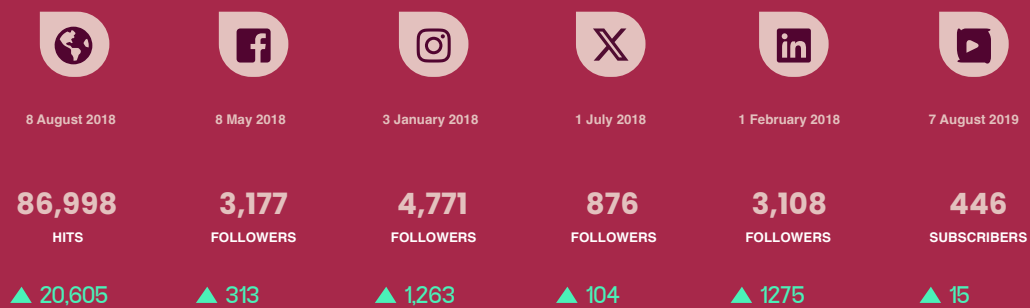 8 August 2018 8 May 2018 3 January 2018 1 July 2018 1 February 2018 7 August 2019
86,998 3,177 4,771 876 3,108 446
HITS FOLLOWERS FOLLOWERS FOLLOWERS FOLLOWERS SUBSCRIBERS
20,605 313 1,263 104 1275 15